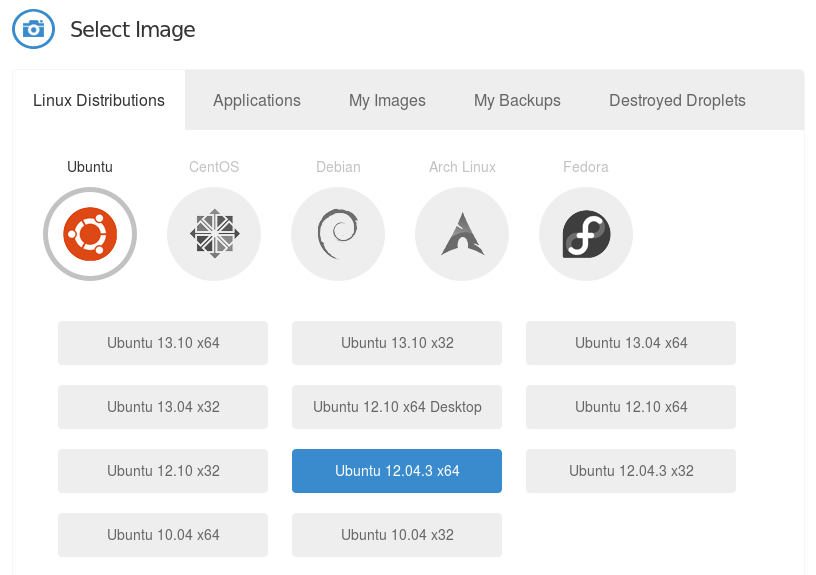 Select Image
Linux Distributions Applications My Images My Backups Destroyed Droplets
Ubuntu CentOS Debian Arch Linux Fedora
Ubuntu 13.10 x64 Ubuntu 13.10 x32 Ubuntu 13.04 x64
Ubuntu 13.04 x32 Ubuntu 12.10 x64 Desktop Ubuntu 12.10 x64
Ubuntu 12.10 x32 Ubuntu 12.04.3 x64 Ubuntu 12.04.3 x32
Ubuntu 10.04 x64 Ubuntu 10.04 x32